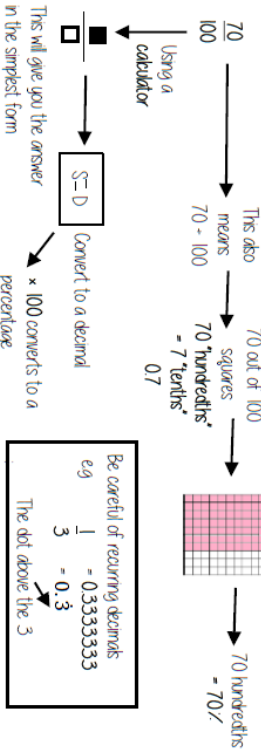 70
100
This also
means
70 ÷ 100
70 out of 100
squares
70 "hundredths"
= 7 "tenths"
0.7
70 hundredths
= 70%
Using a
calculator
This will give you the answer
in the simplest form
S⇔D
Convert to a decimal
× 100 converts to a
percentage
Be careful of recurring decimals
e.g
1
3
= 0.3333333
= 0.3̇
The dot above the 3